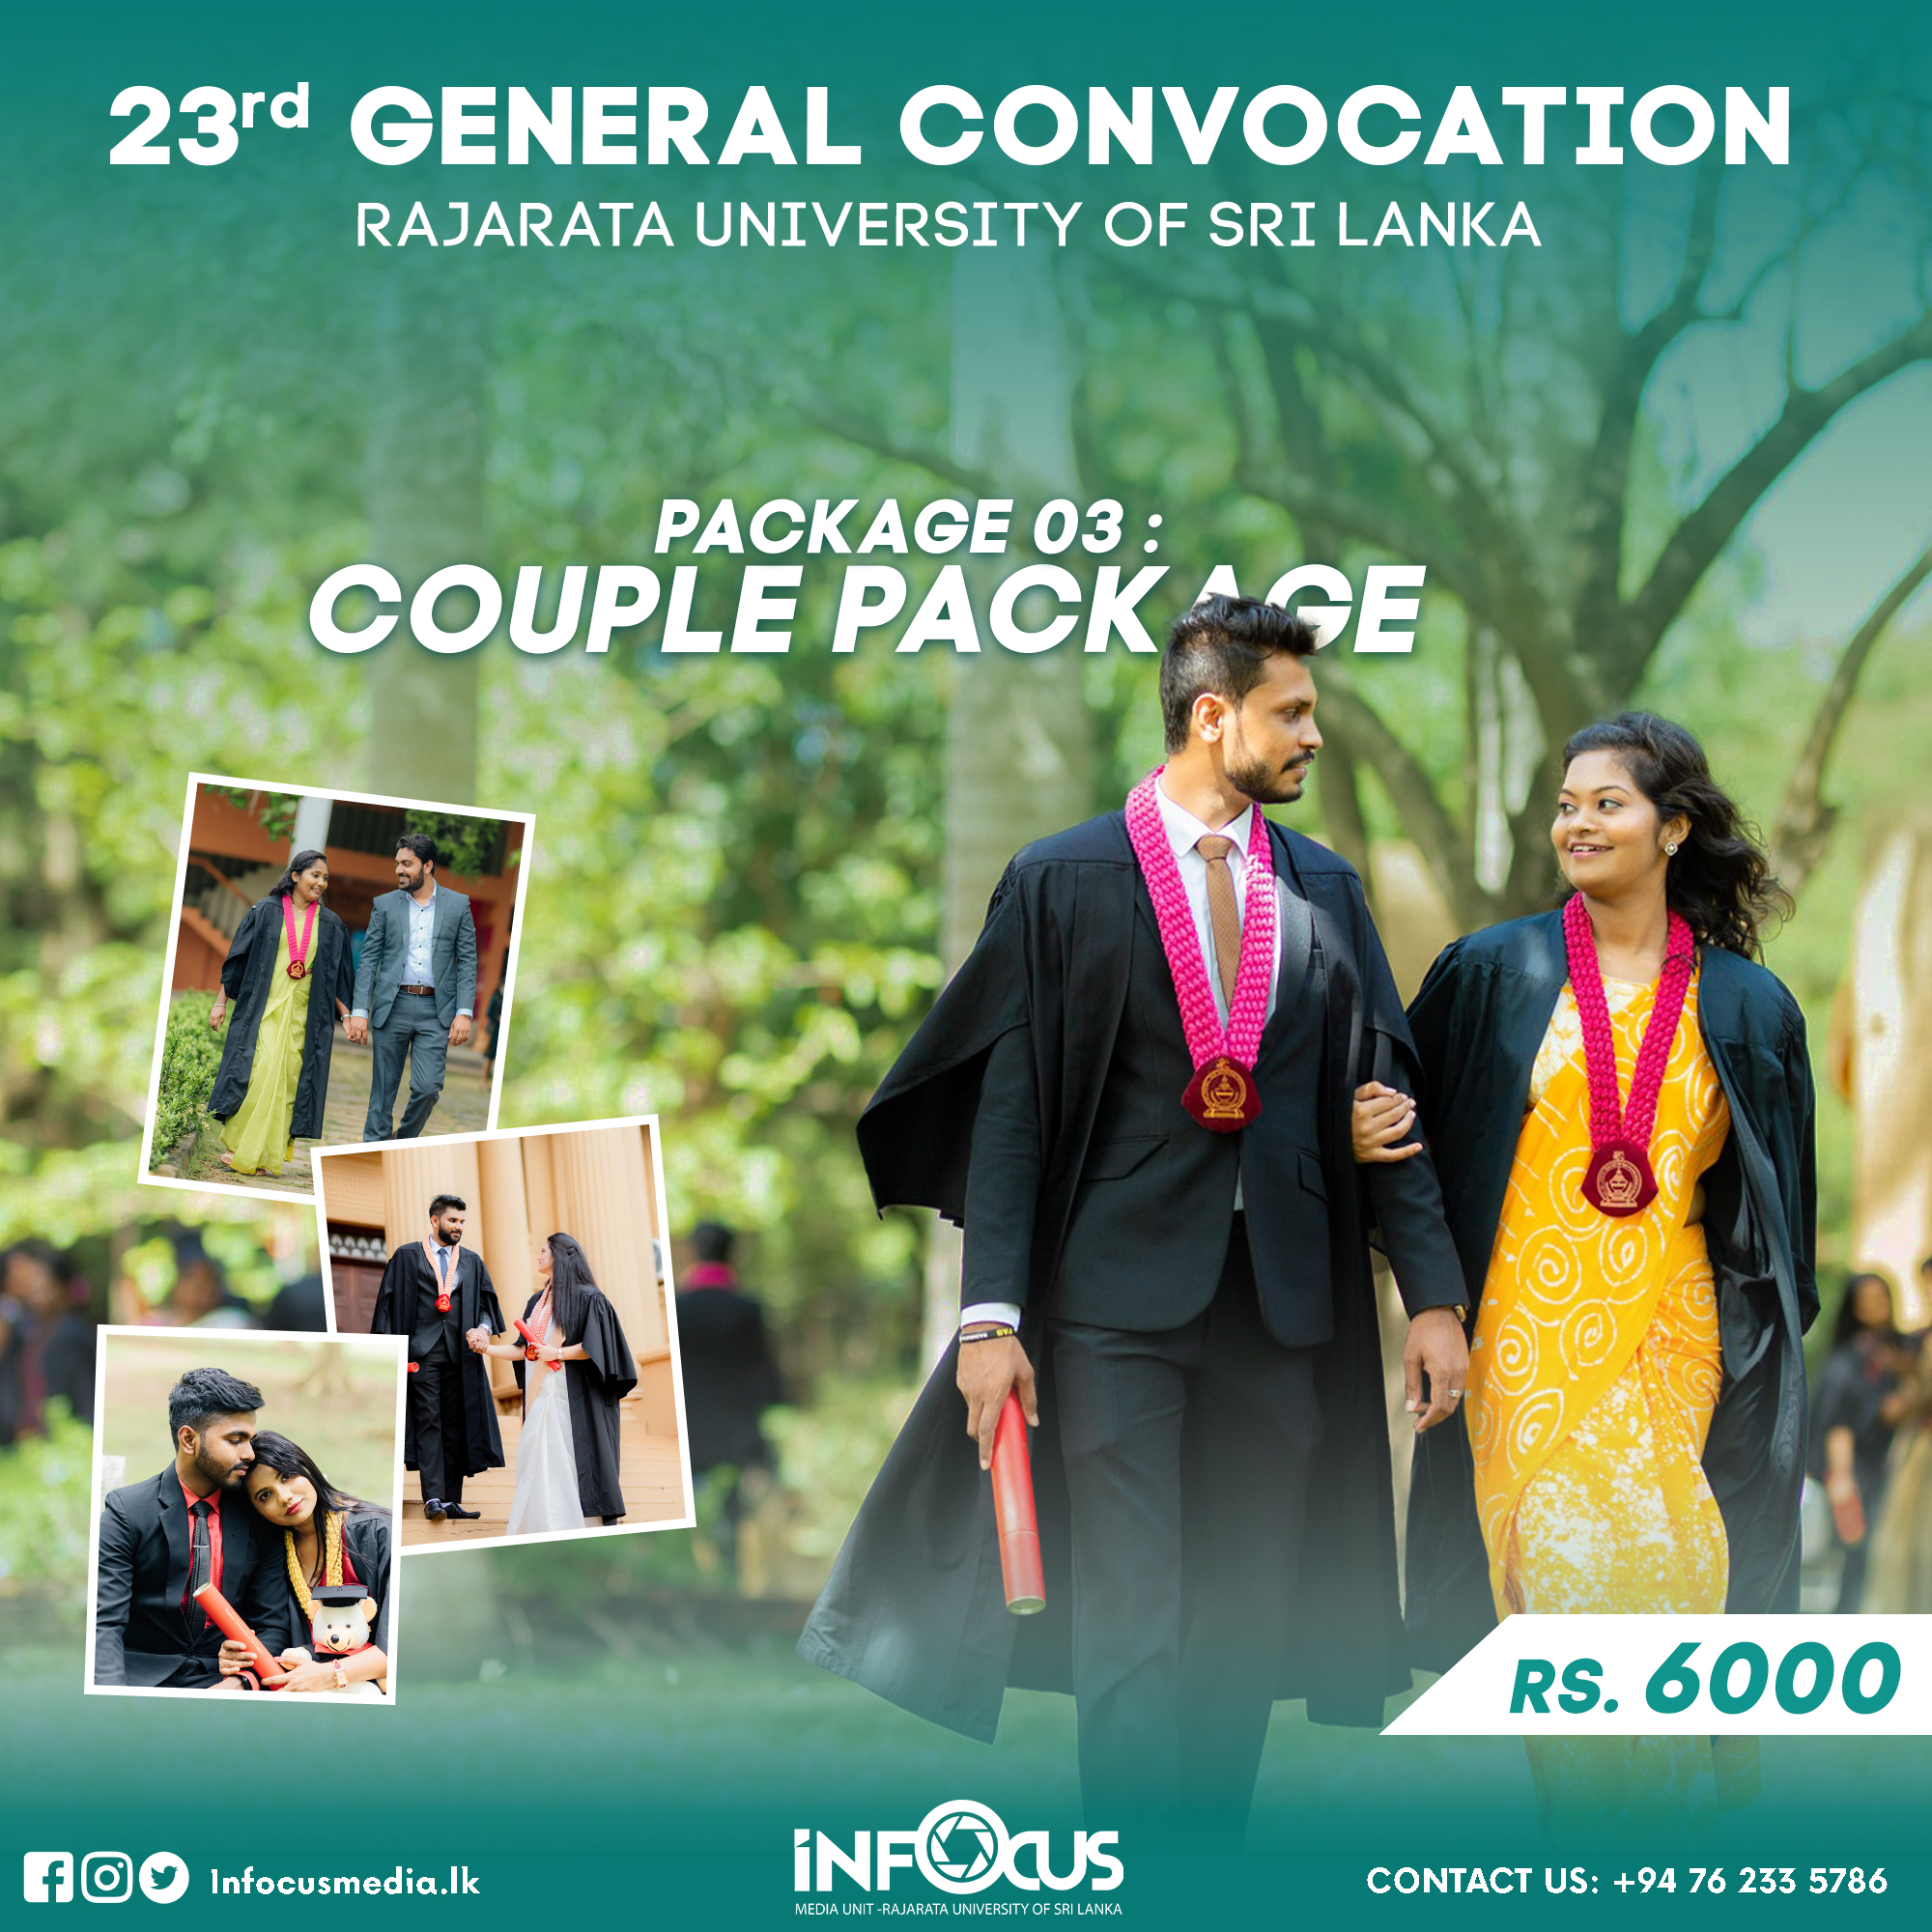 23rd GENERAL CONVOCATION
RAJARATA UNIVERSITY OF SRI LANKA
PACKAGE 03 :
COUPLE PACKAGE
RS. 6000
Infocusmedia.lk
iNFOCUS
MEDIA UNIT -RAJARATA UNIVERSITY OF SRI LANKA
CONTACT US: +94 76 233 5786